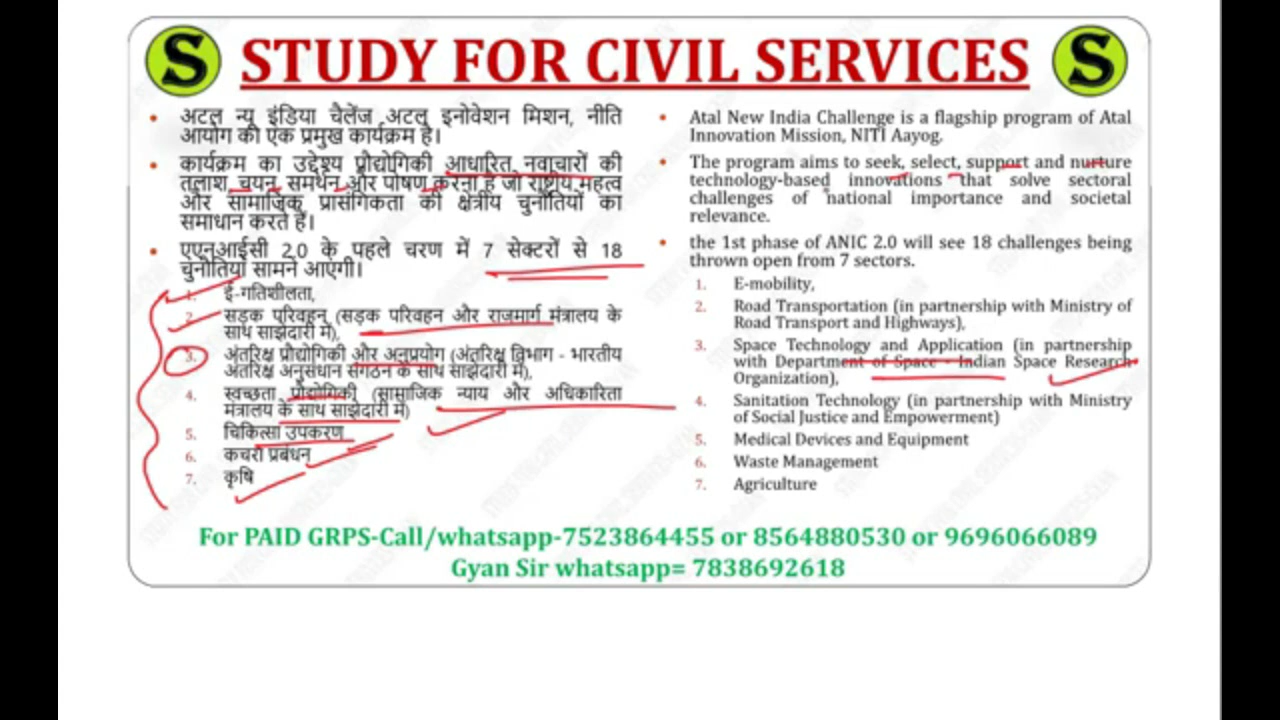 S STUDY FOR CIVIL SERVICES S
• अटल न्यू इंडिया चैलेंज अटल इनोवेशन मिशन, नीति
आयोग का एक प्रमुख कार्यक्रम है।
• कार्यक्रम का उद्देश्य प्रौद्योगिकी आधारित नवाचारों की
तलाश चयन, समर्थन और पोषण करना है जो राष्ट्रीय महत्व
और सामाजिक प्रासंगिकता की क्षेत्रीय चुनौतियों का
समाधान करते हैं।
• एएनआईसी 2.0 के पहले चरण में 7 सेक्टरों से 18
चुनौतियां सामने आएंगी।
1. ई-गतिशीलता,
2. सड़क परिवहन (सड़क परिवहन और राजमार्ग मंत्रालय के
साथ साझेदारी में),
3. अंतरिक्ष प्रौद्योगिकी और अनुप्रयोग (अंतरिक्ष विभाग - भारतीय
अंतरिक्ष अनुसंधान संगठन के साथ साझेदारी में),
4. स्वच्छता प्रौद्योगिकी (सामाजिक न्याय और अधिकारिता
मंत्रालय के साथ साझेदारी में)
5. चिकित्सा उपकरण
6. कचरा प्रबंधन
7. कृषि
• Atal New India Challenge is a flagship program of Atal
Innovation Mission, NITI Aayog.
• The program aims to seek, select, support and nurture
technology-based innovations that solve sectoral
challenges of national importance and societal
relevance.
• the 1st phase of ANIC 2.0 will see 18 challenges being
thrown open from 7 sectors.
1. E-mobility,
2. Road Transportation (in partnership with Ministry of
Road Transport and Highways),
3. Space Technology and Application (in partnership
with Department of Space - Indian Space Research
Organization),
4. Sanitation Technology (in partnership with Ministry
of Social Justice and Empowerment)
5. Medical Devices and Equipment
6. Waste Management
7. Agriculture
For PAID GRPS-Call/whatsapp-7523864455 or 8564880530 or 9696066089
Gyan Sir whatsapp= 7838692618